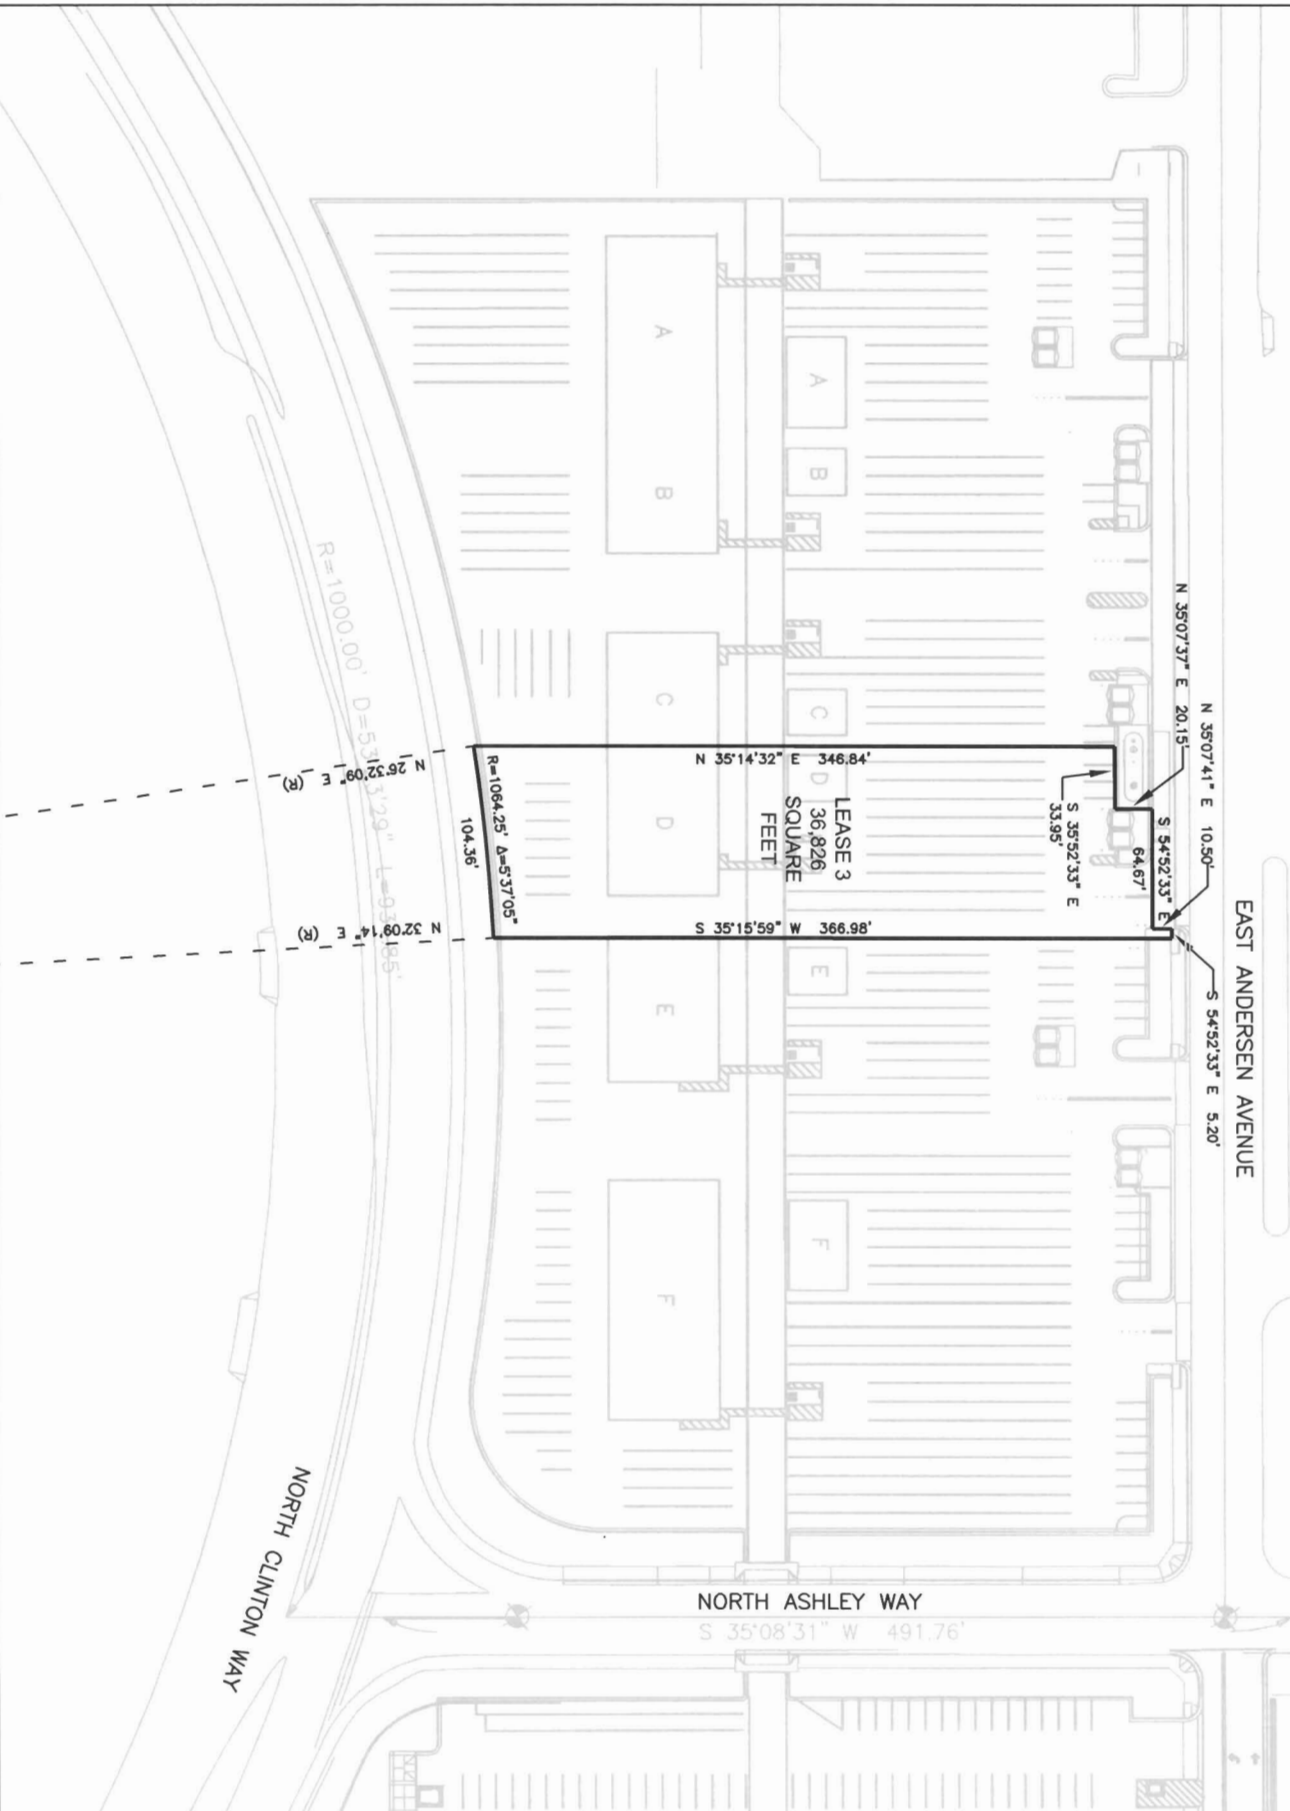 EAST ANDERSEN AVENUE
N 35°07'41" E 10.50'
N 35°07'37" E 20.15'
S 54°52'33" E 5.20'
S 54°52'33" E
64.67'
S 35°52'33" E
33.95'
N 35°14'32" E 346.84'
LEASE 3
36,826
SQUARE
FEET
S 35°15'59" W 366.98'
R=1064.25' Δ=5°37'05"
104.36'
N 26°32'09" E (R)
N 32°09'14" E (R)
A
B
C
D
E
F
A
B
C
D
E
F
NORTH ASHLEY WAY
S 35°08'31" W 491.76'
NORTH CLINTON WAY
R=1000.00'